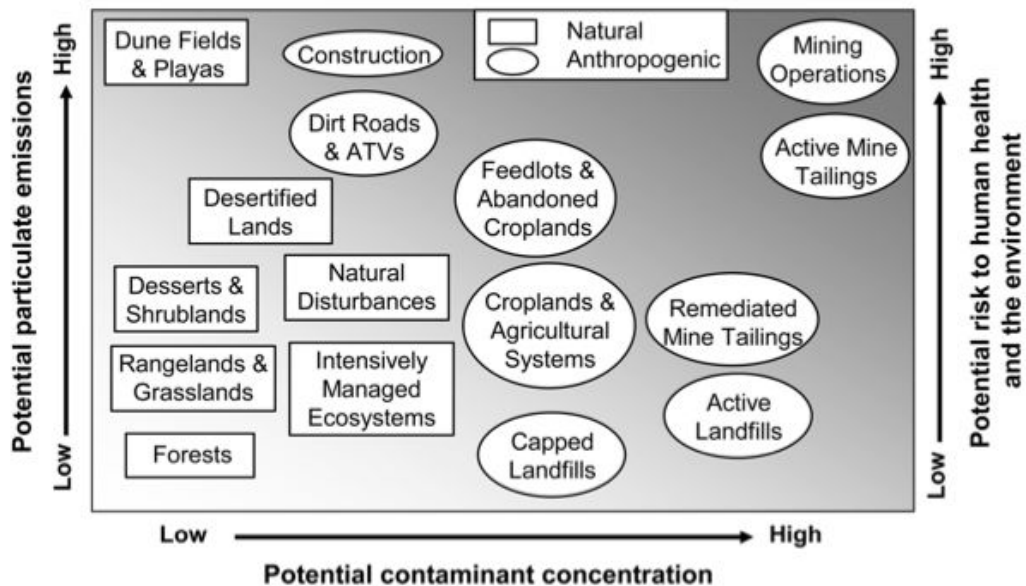 High
Potential particulate emissions
Low
Dune Fields
& Playas
Construction
Natural
Anthropogenic
Mining
Operations
Dirt Roads
& ATVs
Active Mine
Tailings
Feedlots &
Abandoned
Croplands
Desertified
Lands
Desserts &
Shrublands
Natural
Disturbances
Croplands &
Agricultural
Systems
Remediated
Mine Tailings
Rangelands &
Grasslands
Intensively
Managed
Ecosystems
Active
Landfills
Forests
Capped
Landfills
High
Potential risk to human health
and the environment
Low
Low
High
Potential contaminant concentration